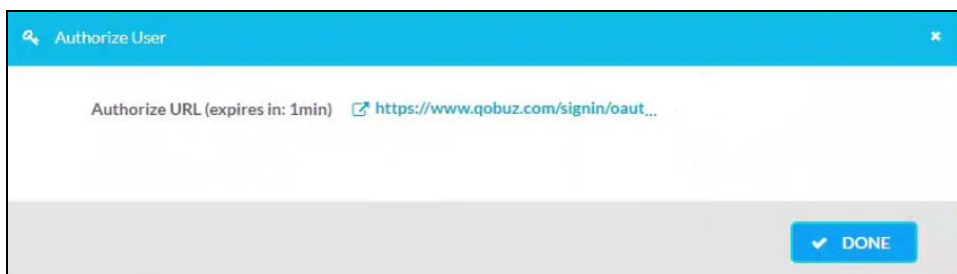 Authorize User
Authorize URL (expires in: 1min) https://www.qobuz.com/signin/oaut...
DONE